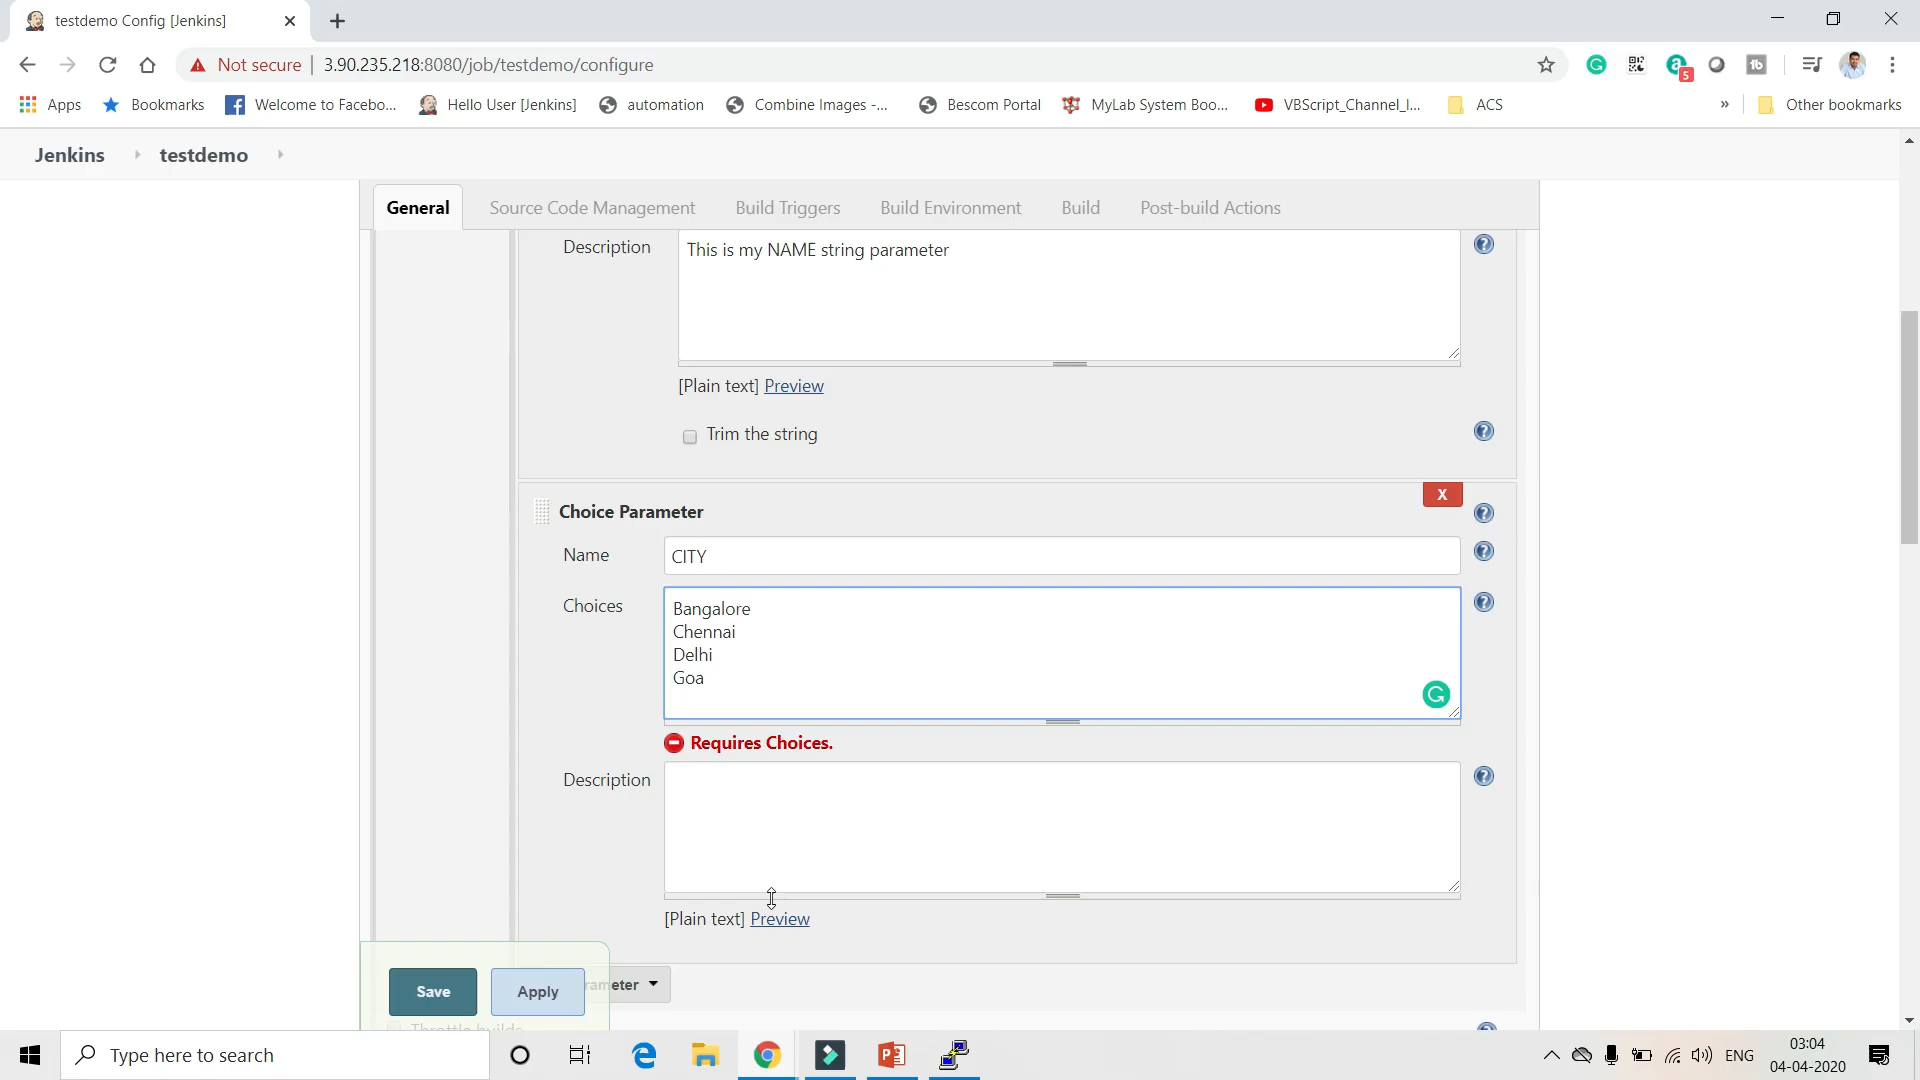 testdemo Config [Jenkins]
Not secure | 3.90.235.218:8080/job/testdemo/configure
5
Apps Bookmarks Welcome to Facebo... Hello User [Jenkins] automation Combine Images -... Bescom Portal MyLab System Boo... VBScript_Channel_I... ACS » Other bookmarks
Jenkins testdemo
General Source Code Management Build Triggers Build Environment Build Post-build Actions
Description This is my NAME string parameter
[Plain text] Preview
Trim the string
X
Choice Parameter
Name CITY
Choices Bangalore
Chennai
Delhi
Goa
Requires Choices.
Description
[Plain text] Preview
Save Apply rameter
Throttle builds
Type here to search
ENG
03:04
04-04-2020